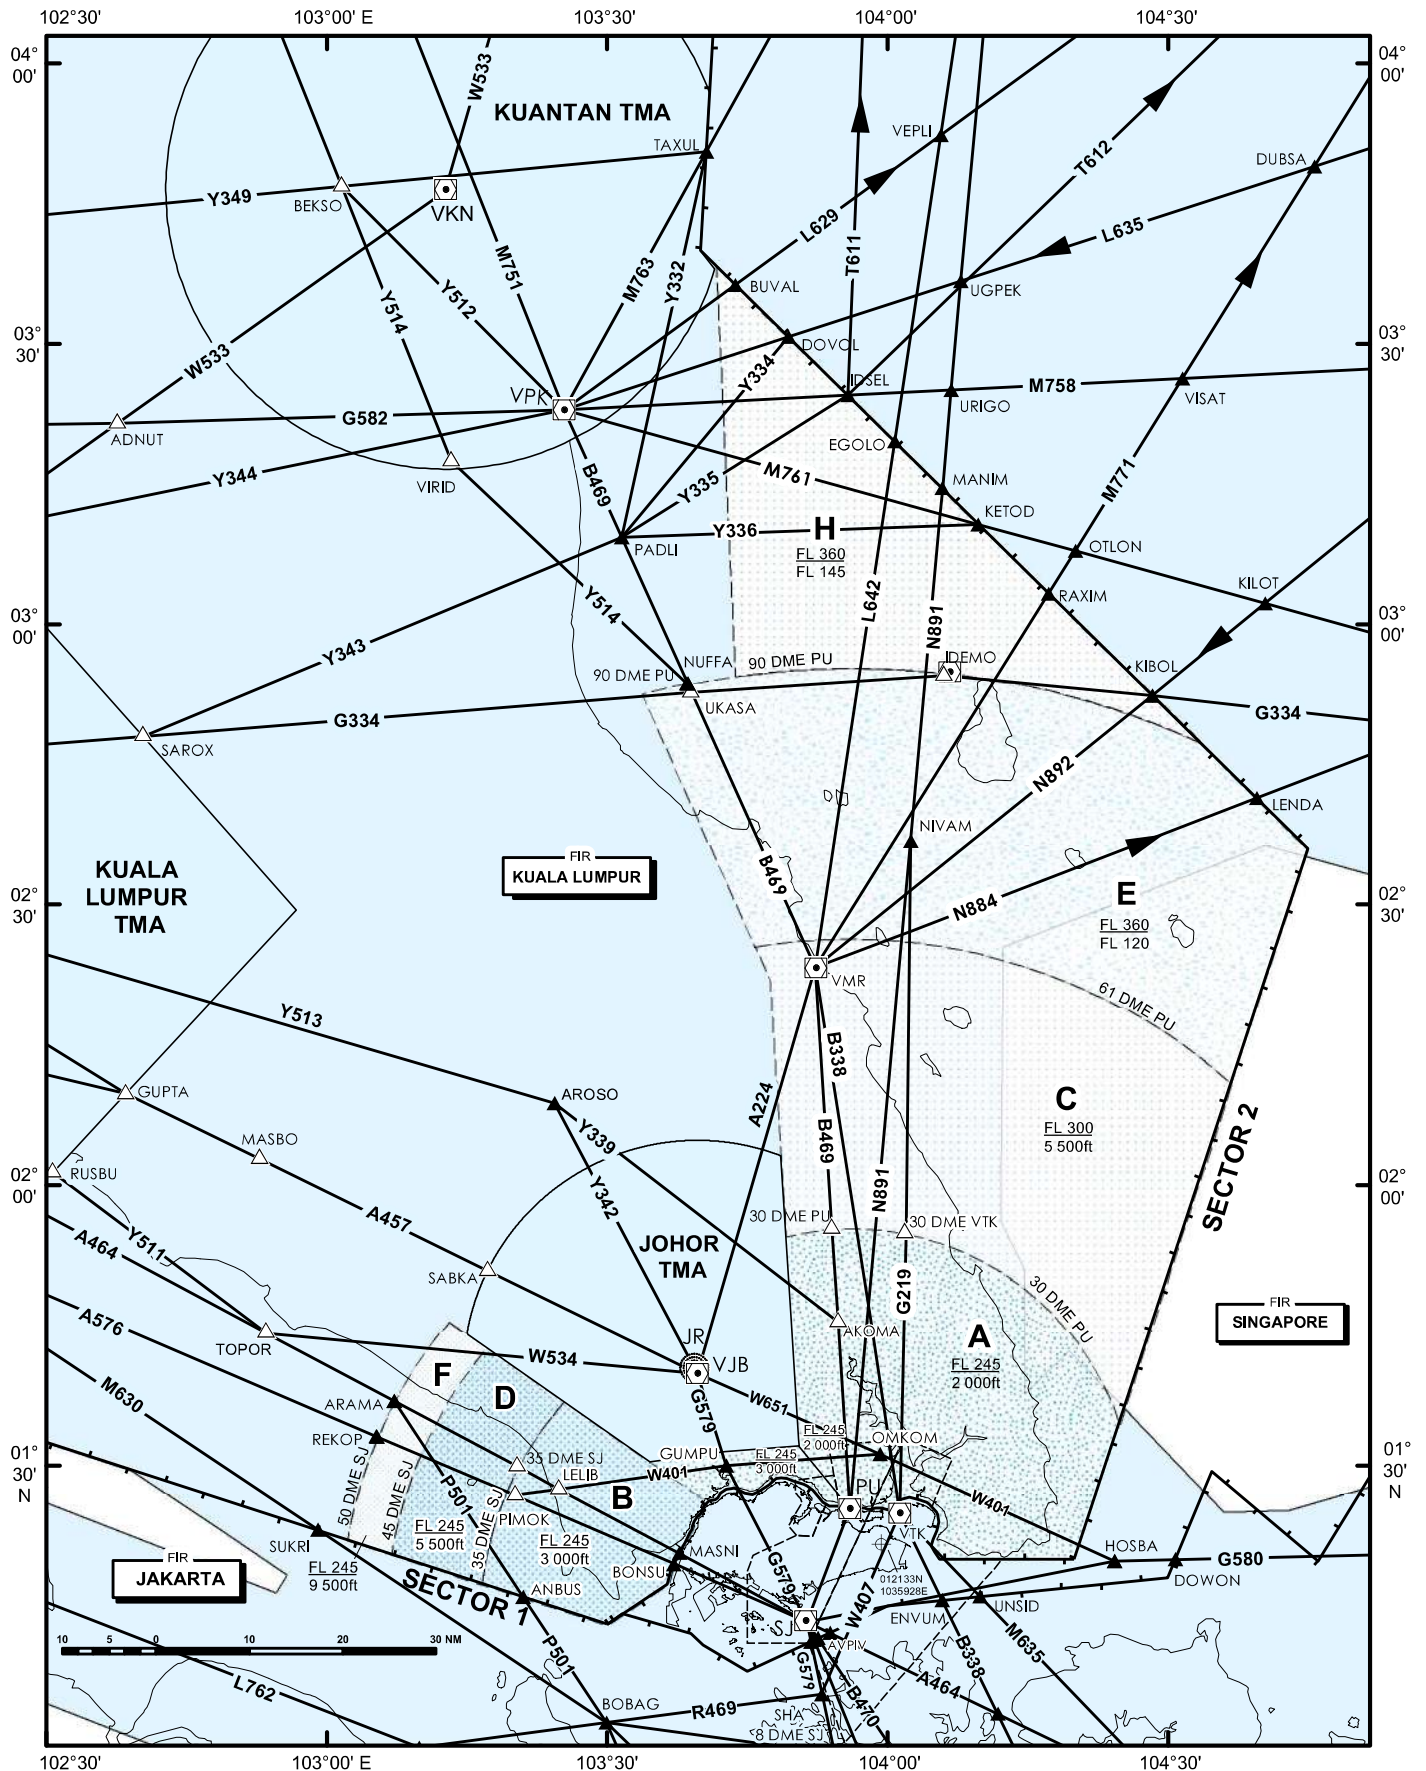 102°30'
103°00' E
103°30'
104°00'
104°30'
04°
00'
04°
00'
W533
KUANTAN TMA
TAXUL
VEPLI
T612
DUBSA
Y349
BEKSO
VKN
L629
L635
T611
M751
M763
Y332
Y512
Y514
BUVAL
UGPEK
03°
30'
03°
30'
W533
DOVOL
Y334
IDSEL
M758
VPK
URIGO
VISAT
G582
ADNUT
EGOLO
Y344
VIRID
B469
Y335
M761
MANIM
M771
KETOD
Y336
H
FL 360
FL 145
PADLI
OTLON
KILOT
RAXIM
L642
N891
Y514
03°
00'
03°
00'
Y343
NUFFA
90 DME PU
90 DME PU
IDEMO
KIBOL
UKASA
G334
G334
SAROX
N892
LENDA
NIVAM
KUALA
LUMPUR
TMA
FIR
KUALA LUMPUR
B469
E
FL 360
FL 120
N884
02°
30'
02°
30'
VMR
61 DME PU
Y513
B338
GUPTA
AROSO
A224
C
FL 300
5 500ft
Y339
B469
MASBO
SECTOR 2
RUSBU
02°
00'
02°
00'
Y342
N891
A457
30 DME PU
30 DME VTK
Y511
A464
JOHOR
TMA
SABKA
G219
30 DME PU
A576
FIR
SINGAPORE
AKOMA
TOPOR
JR
VJB
A
FL 245
2 000ft
W534
F
D
M630
ARAMA
G579
W651
REKOP
FL 245
2 000ft
OMKOM
01°
30'
N
01°
30'
N
GUMPU
FL 245
3 000ft
35 DME SJ
LELIB
W401
50 DME SJ
45 DME SJ
P501
35 DME SJ
PIMOK
B
PU
W401
FL 245
5 500ft
FL 245
3 000ft
VTK
SUKRI
MASNI
HOSBA
G580
FL 245
9 500ft
BONSU
DOWON
FIR
JAKARTA
SECTOR 1
ANBUS
G579
012133N
1035928E
W407
ENVUM
UNSID
SJ
AVPIV
10
5
0
10
20
30 NM
P501
G579
B338
M635
B470
A464
L762
BOBAG
R469
SHA
8 DME SJ
102°30'
103°00' E
103°30'
104°00'
104°30'